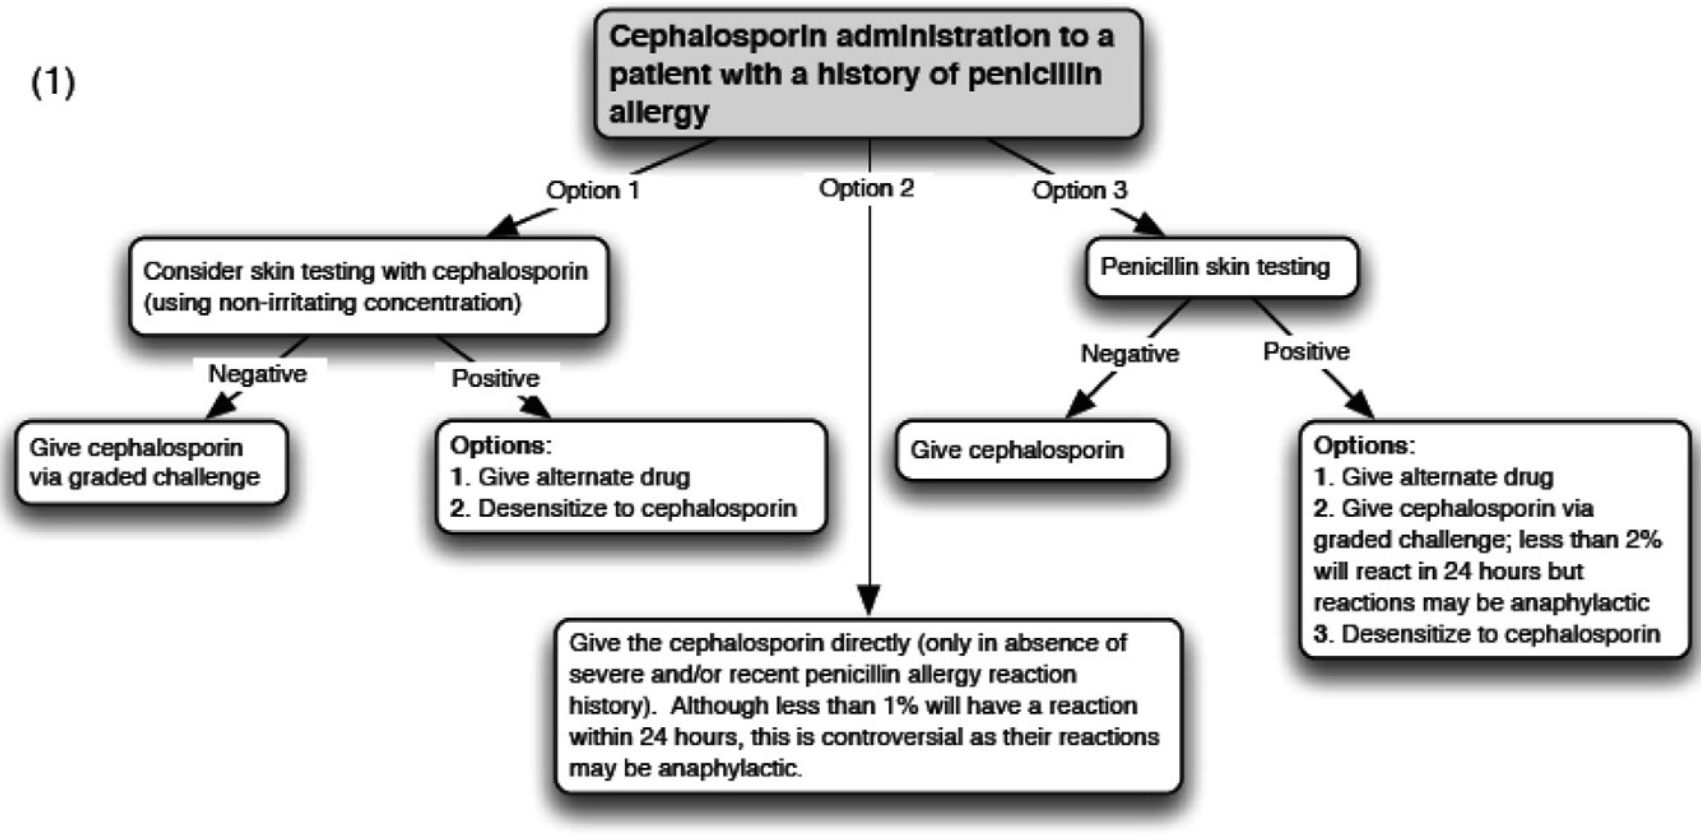 (1)
Cephalosporin administration to a
patient with a history of penicillin
allergy
Option 1
Option 2
Option 3
Consider skin testing with cephalosporin
(using non-irritating concentration)
Penicillin skin testing
Negative
Positive
Negative
Positive
Give cephalosporin
via graded challenge
Options:
1. Give alternate drug
2. Desensitize to cephalosporin
Give cephalosporin
Options:
1. Give alternate drug
2. Give cephalosporin via
graded challenge; less than 2%
will react in 24 hours but
reactions may be anaphylactic
3. Desensitize to cephalosporin
Give the cephalosporin directly (only in absence of
severe and/or recent penicillin allergy reaction
history).  Although less than 1% will have a reaction
within 24 hours, this is controversial as their reactions
may be anaphylactic.